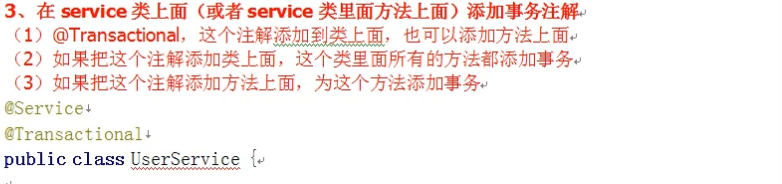 3、在 service 类上面（或者 service 类里面方法上面）添加事务注解
（1）@Transactional，这个注解添加到类上面，也可以添加方法上面
（2）如果把这个注解添加类上面，这个类里面所有的方法都添加事务
（3）如果把这个注解添加方法上面，为这个方法添加事务
@Service
@Transactional
public class UserService {